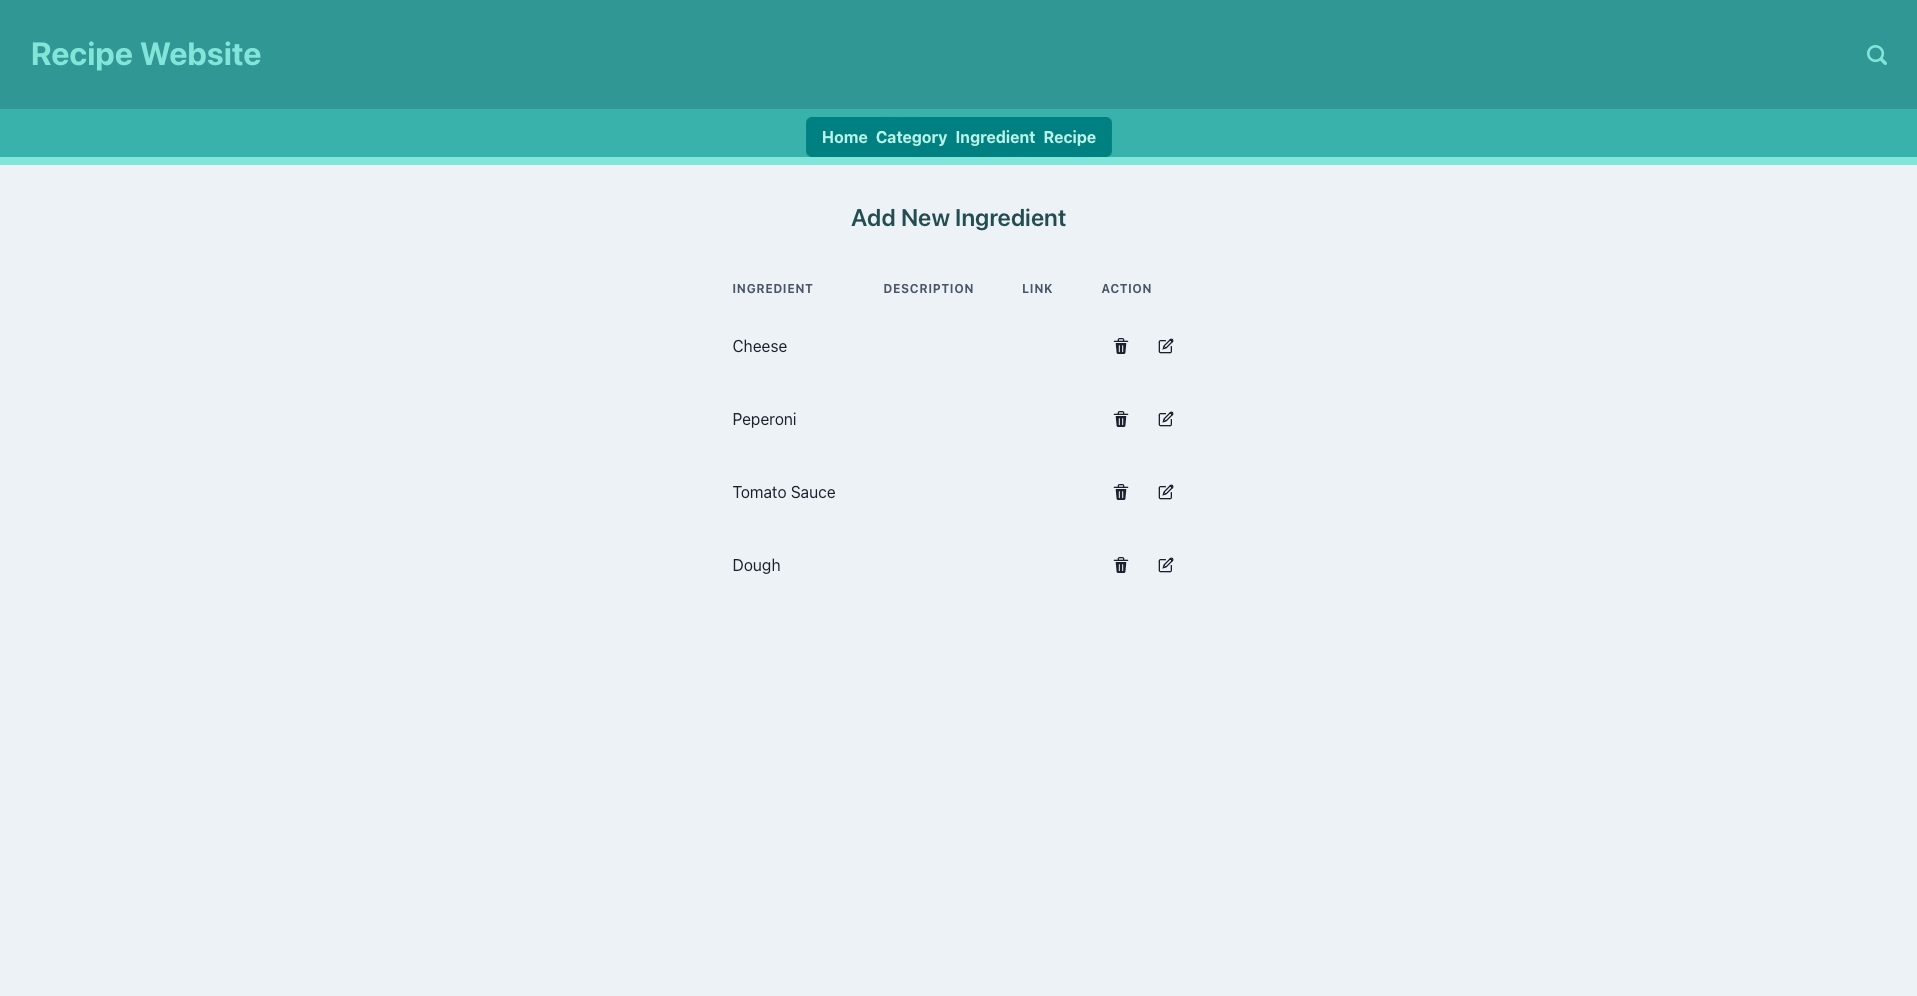 Recipe Website
Home Category Ingredient Recipe
Add New Ingredient
INGREDIENT DESCRIPTION LINK ACTION
Cheese
Peperoni
Tomato Sauce
Dough